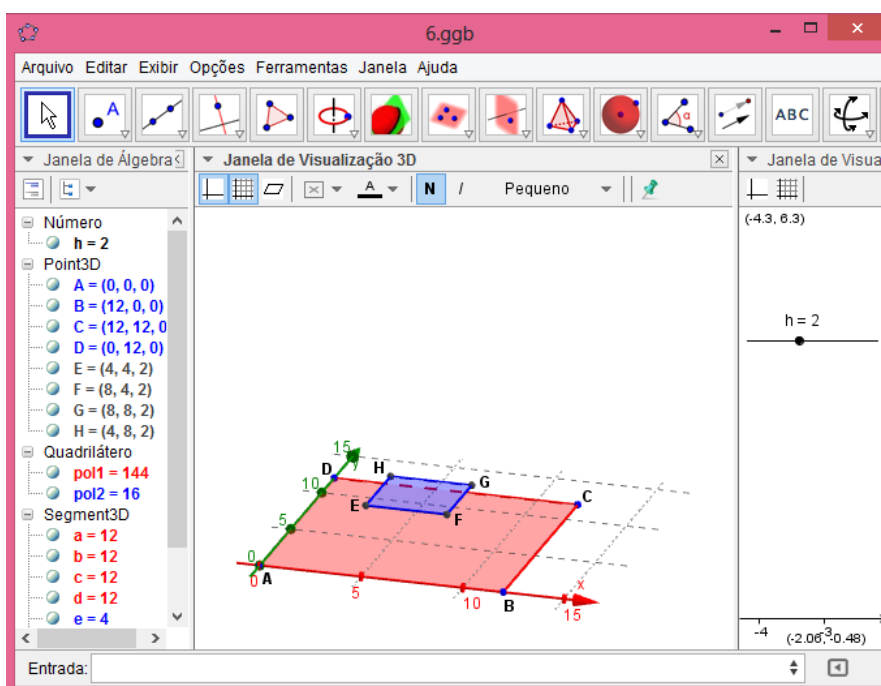 6.ggb
Arquivo Editar Exibir Opções Ferramentas Janela Ajuda
A
α
ABC
Janela de Álgebra
Janela de Visualização 3D
Janela de Visua
A
N
I
Pequeno
Número
h = 2
Point3D
A = (0, 0, 0)
B = (12, 0, 0)
C = (12, 12, 0
D = (0, 12, 0)
E = (4, 4, 2)
F = (8, 4, 2)
G = (8, 8, 2)
H = (4, 8, 2)
Quadrilátero
pol1 = 144
pol2 = 16
Segment3D
a = 12
b = 12
c = 12
d = 12
e = 4
15
y
D
H
G
10
E
F
C
5
0
0
A
5
10
B
x
15
(-4.3, 6.3)
h = 2
-4
-3
(-2.06, -0.48)
Entrada: